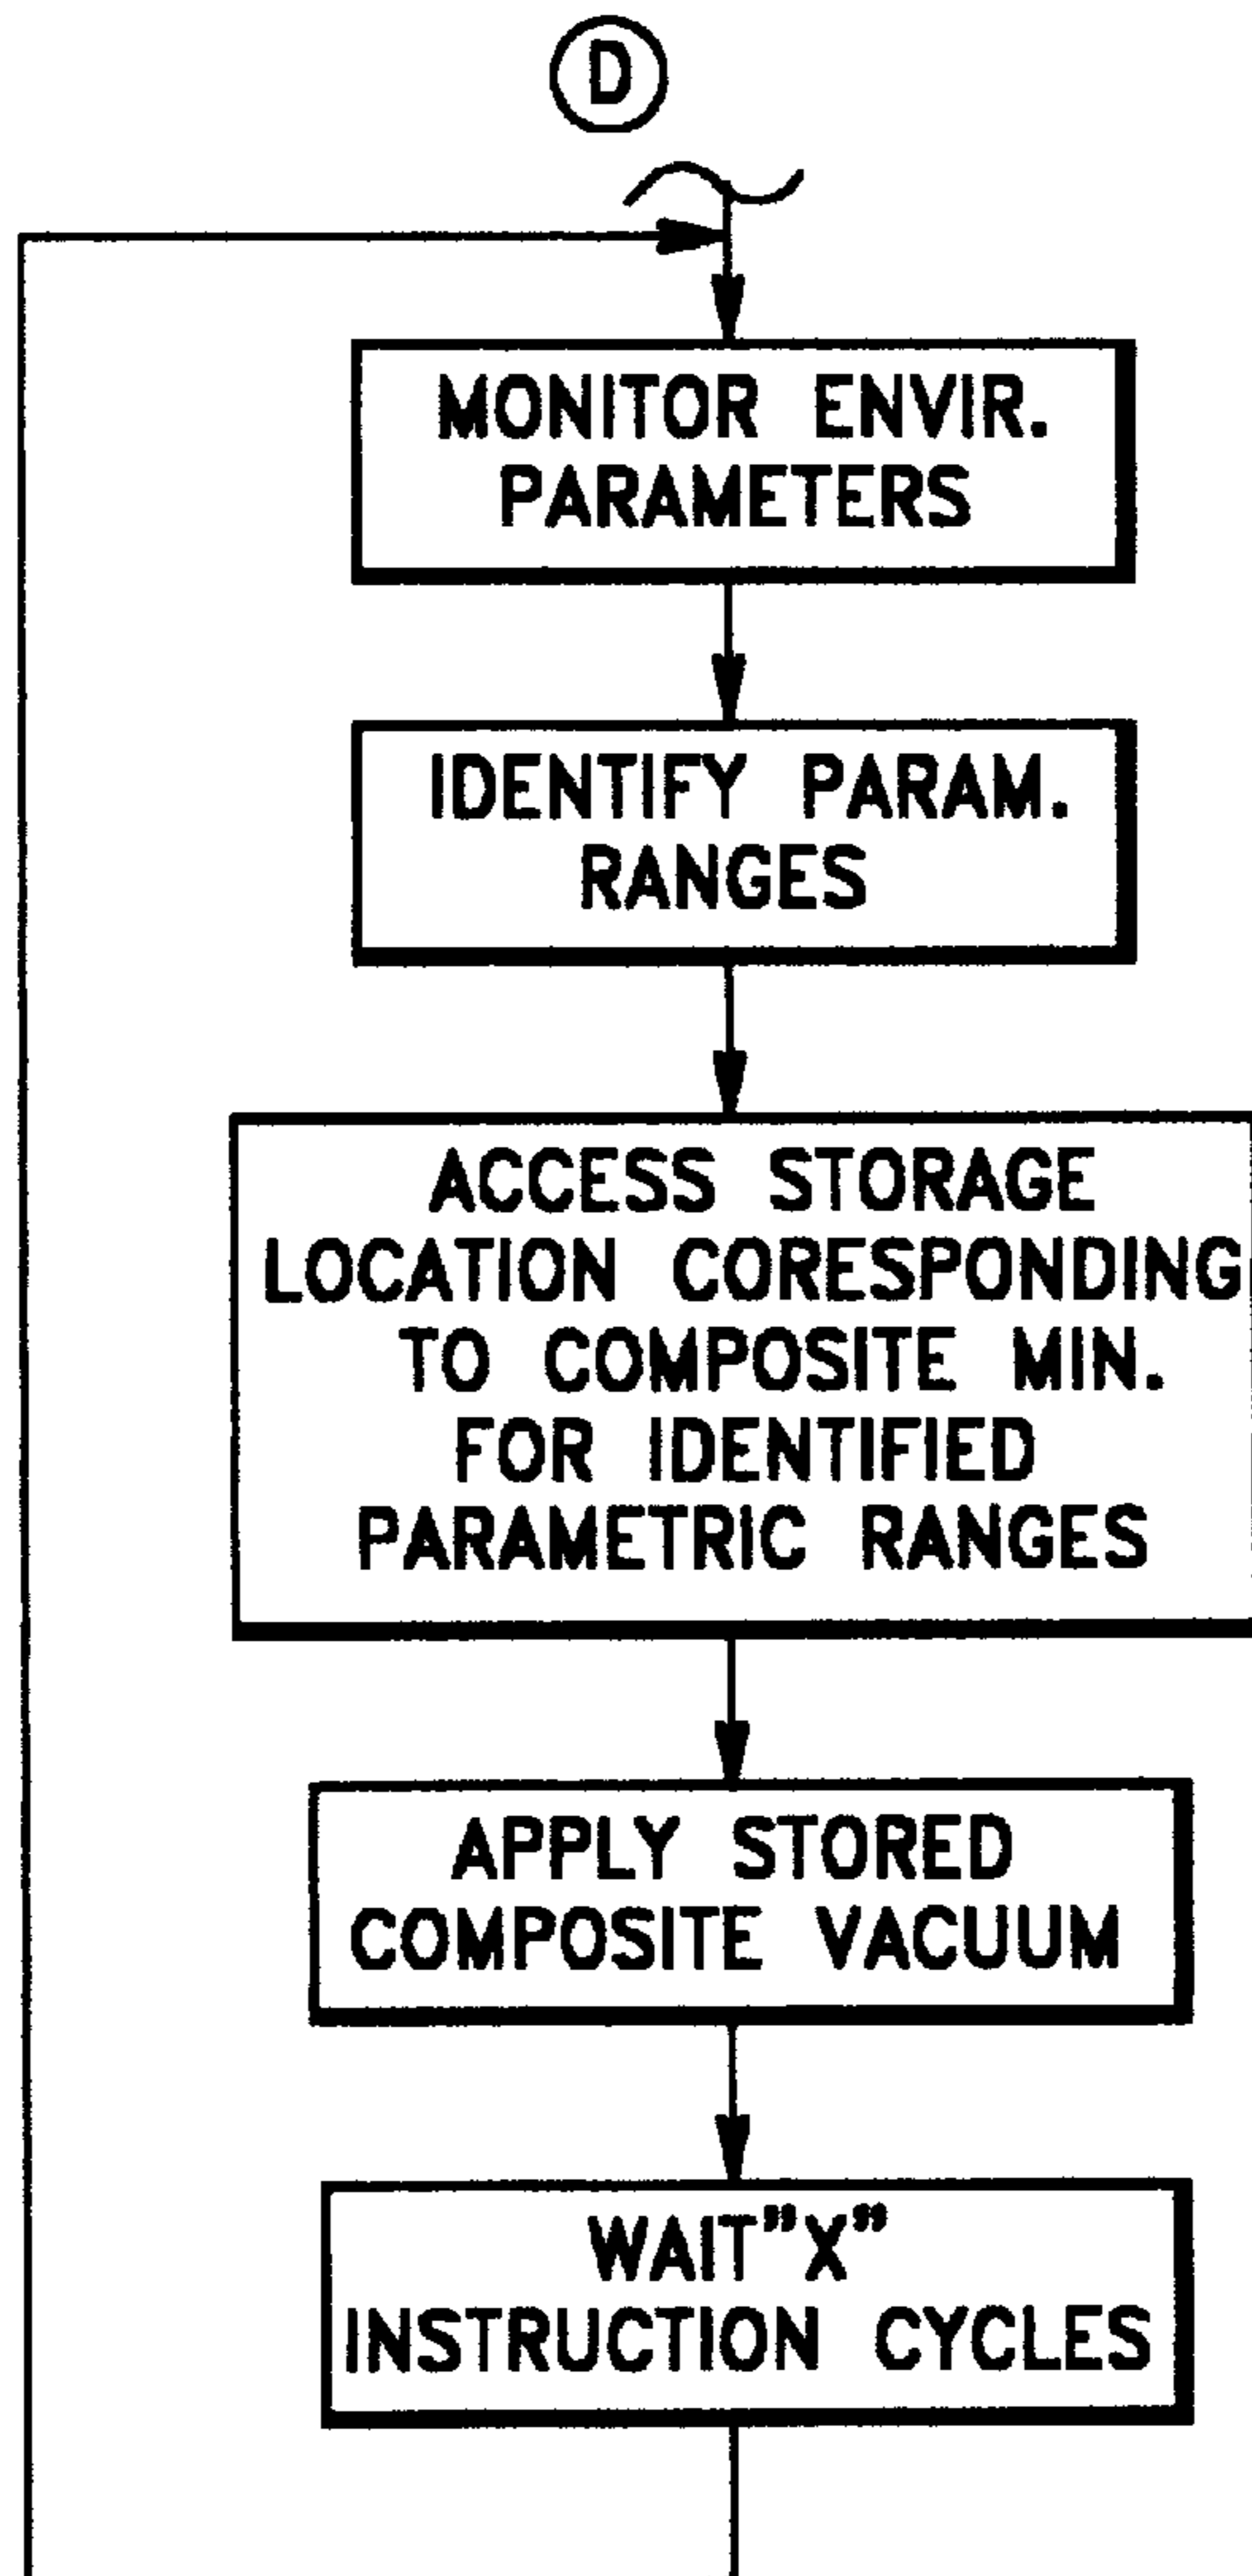 D
MONITOR ENVIR.
PARAMETERS
IDENTIFY PARAM.
RANGES
ACCESS STORAGE
LOCATION CORESPONDING
TO COMPOSITE MIN.
FOR IDENTIFIED
PARAMETRIC RANGES
APPLY STORED
COMPOSITE VACUUM
WAIT"X"
INSTRUCTION CYCLES